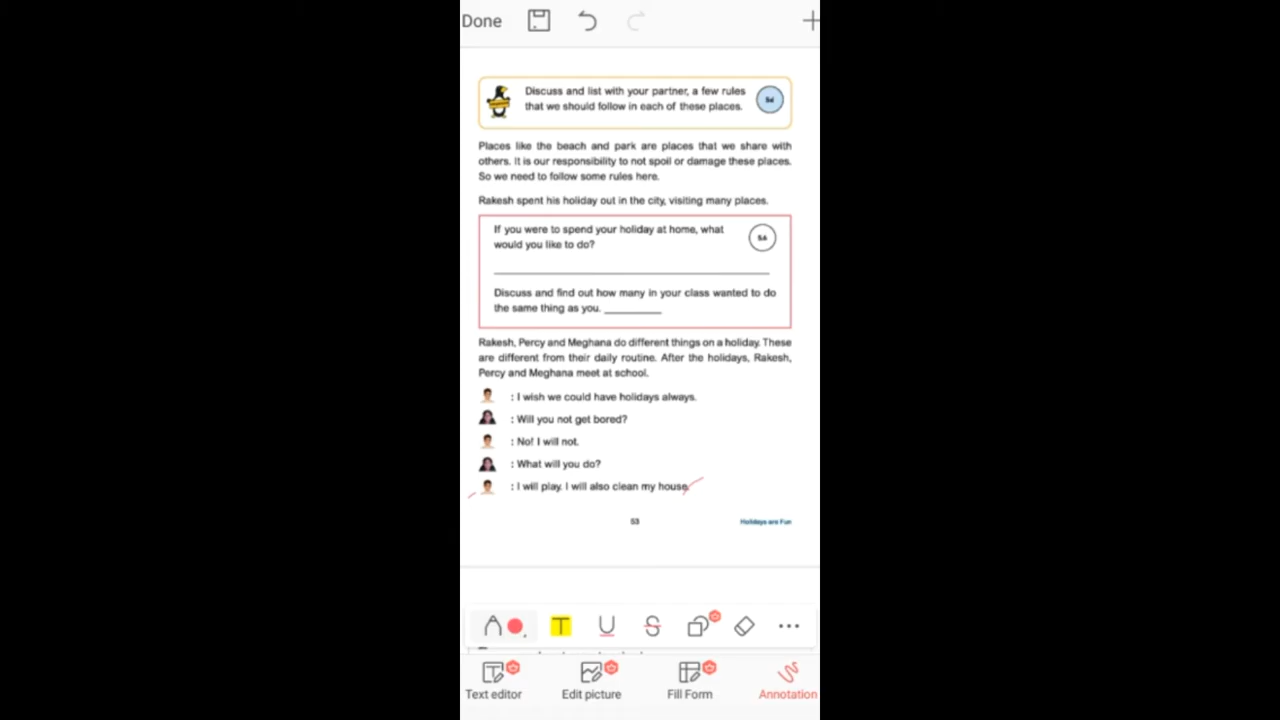 Done
Discuss and list with your partner, a few rules
that we should follow in each of these places.
Places like the beach and park are places that we share with
others. It is our responsibility to not spoil or damage these places.
So we need to follow some rules here.
Rakesh spent his holiday out in the city, visiting many places.
If you were to spend your holiday at home, what
would you like to do?
5A
Discuss and find out how many in your class wanted to do
the same thing as you.
Rakesh, Percy and Meghana do different things on a holiday. These
are different from their daily routine. After the holidays, Rakesh,
Percy and Meghana meet at school.
: I wish we could have holidays always.
: Will you not get bored?
: No! I will not.
: What will you do?
: I will play. I will also clean my house.
53
Holidays are Fun
T
U
S
Text editor
Edit picture
Fill Form
Annotation